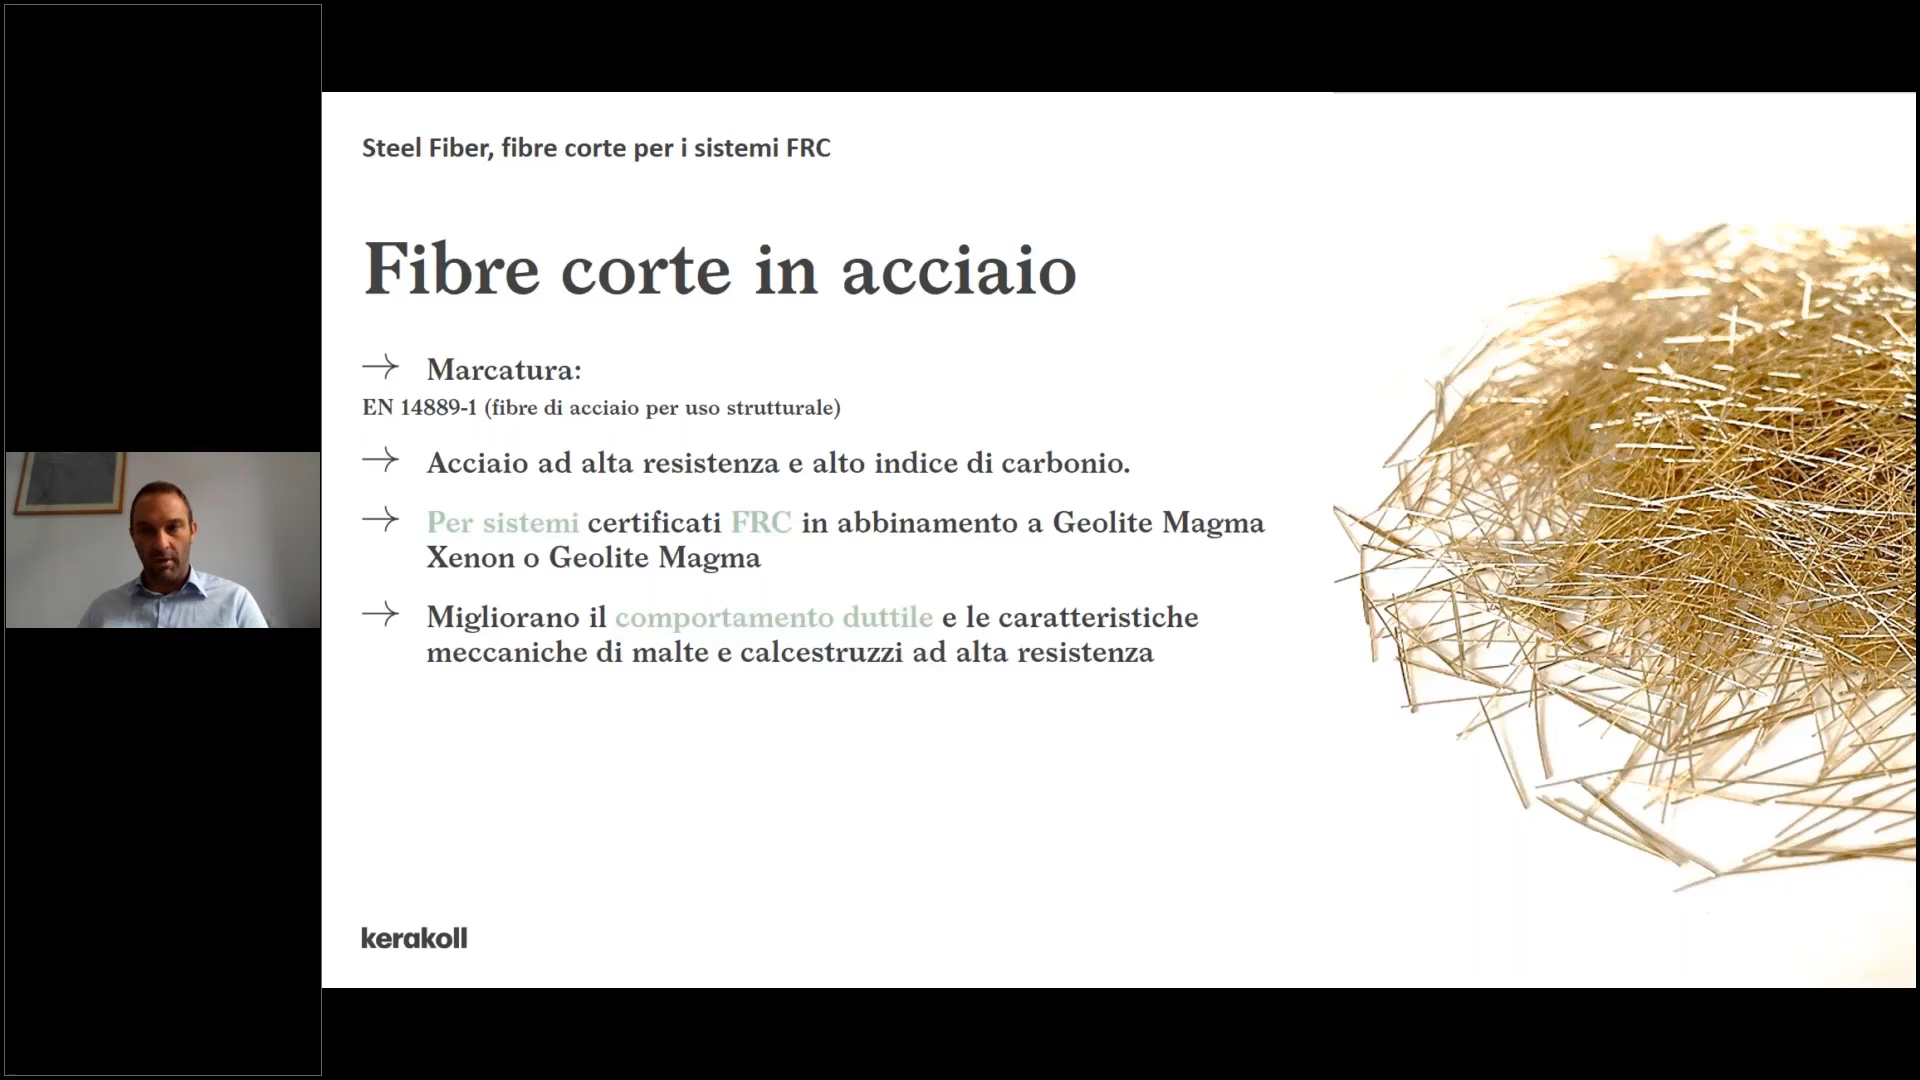 Steel Fiber, fibre corte per i sistemi FRC
Fibre corte in acciaio
Marcatura:
EN 14889-1 (fibre di acciaio per uso strutturale)
Acciaio ad alta resistenza e alto indice di carbonio.
Per sistemi certificati FRC in abbinamento a Geolite Magma
Xenon o Geolite Magma
Migliorano il comportamento duttile e le caratteristiche
meccaniche di malte e calcestruzzi ad alta resistenza
kerakoll